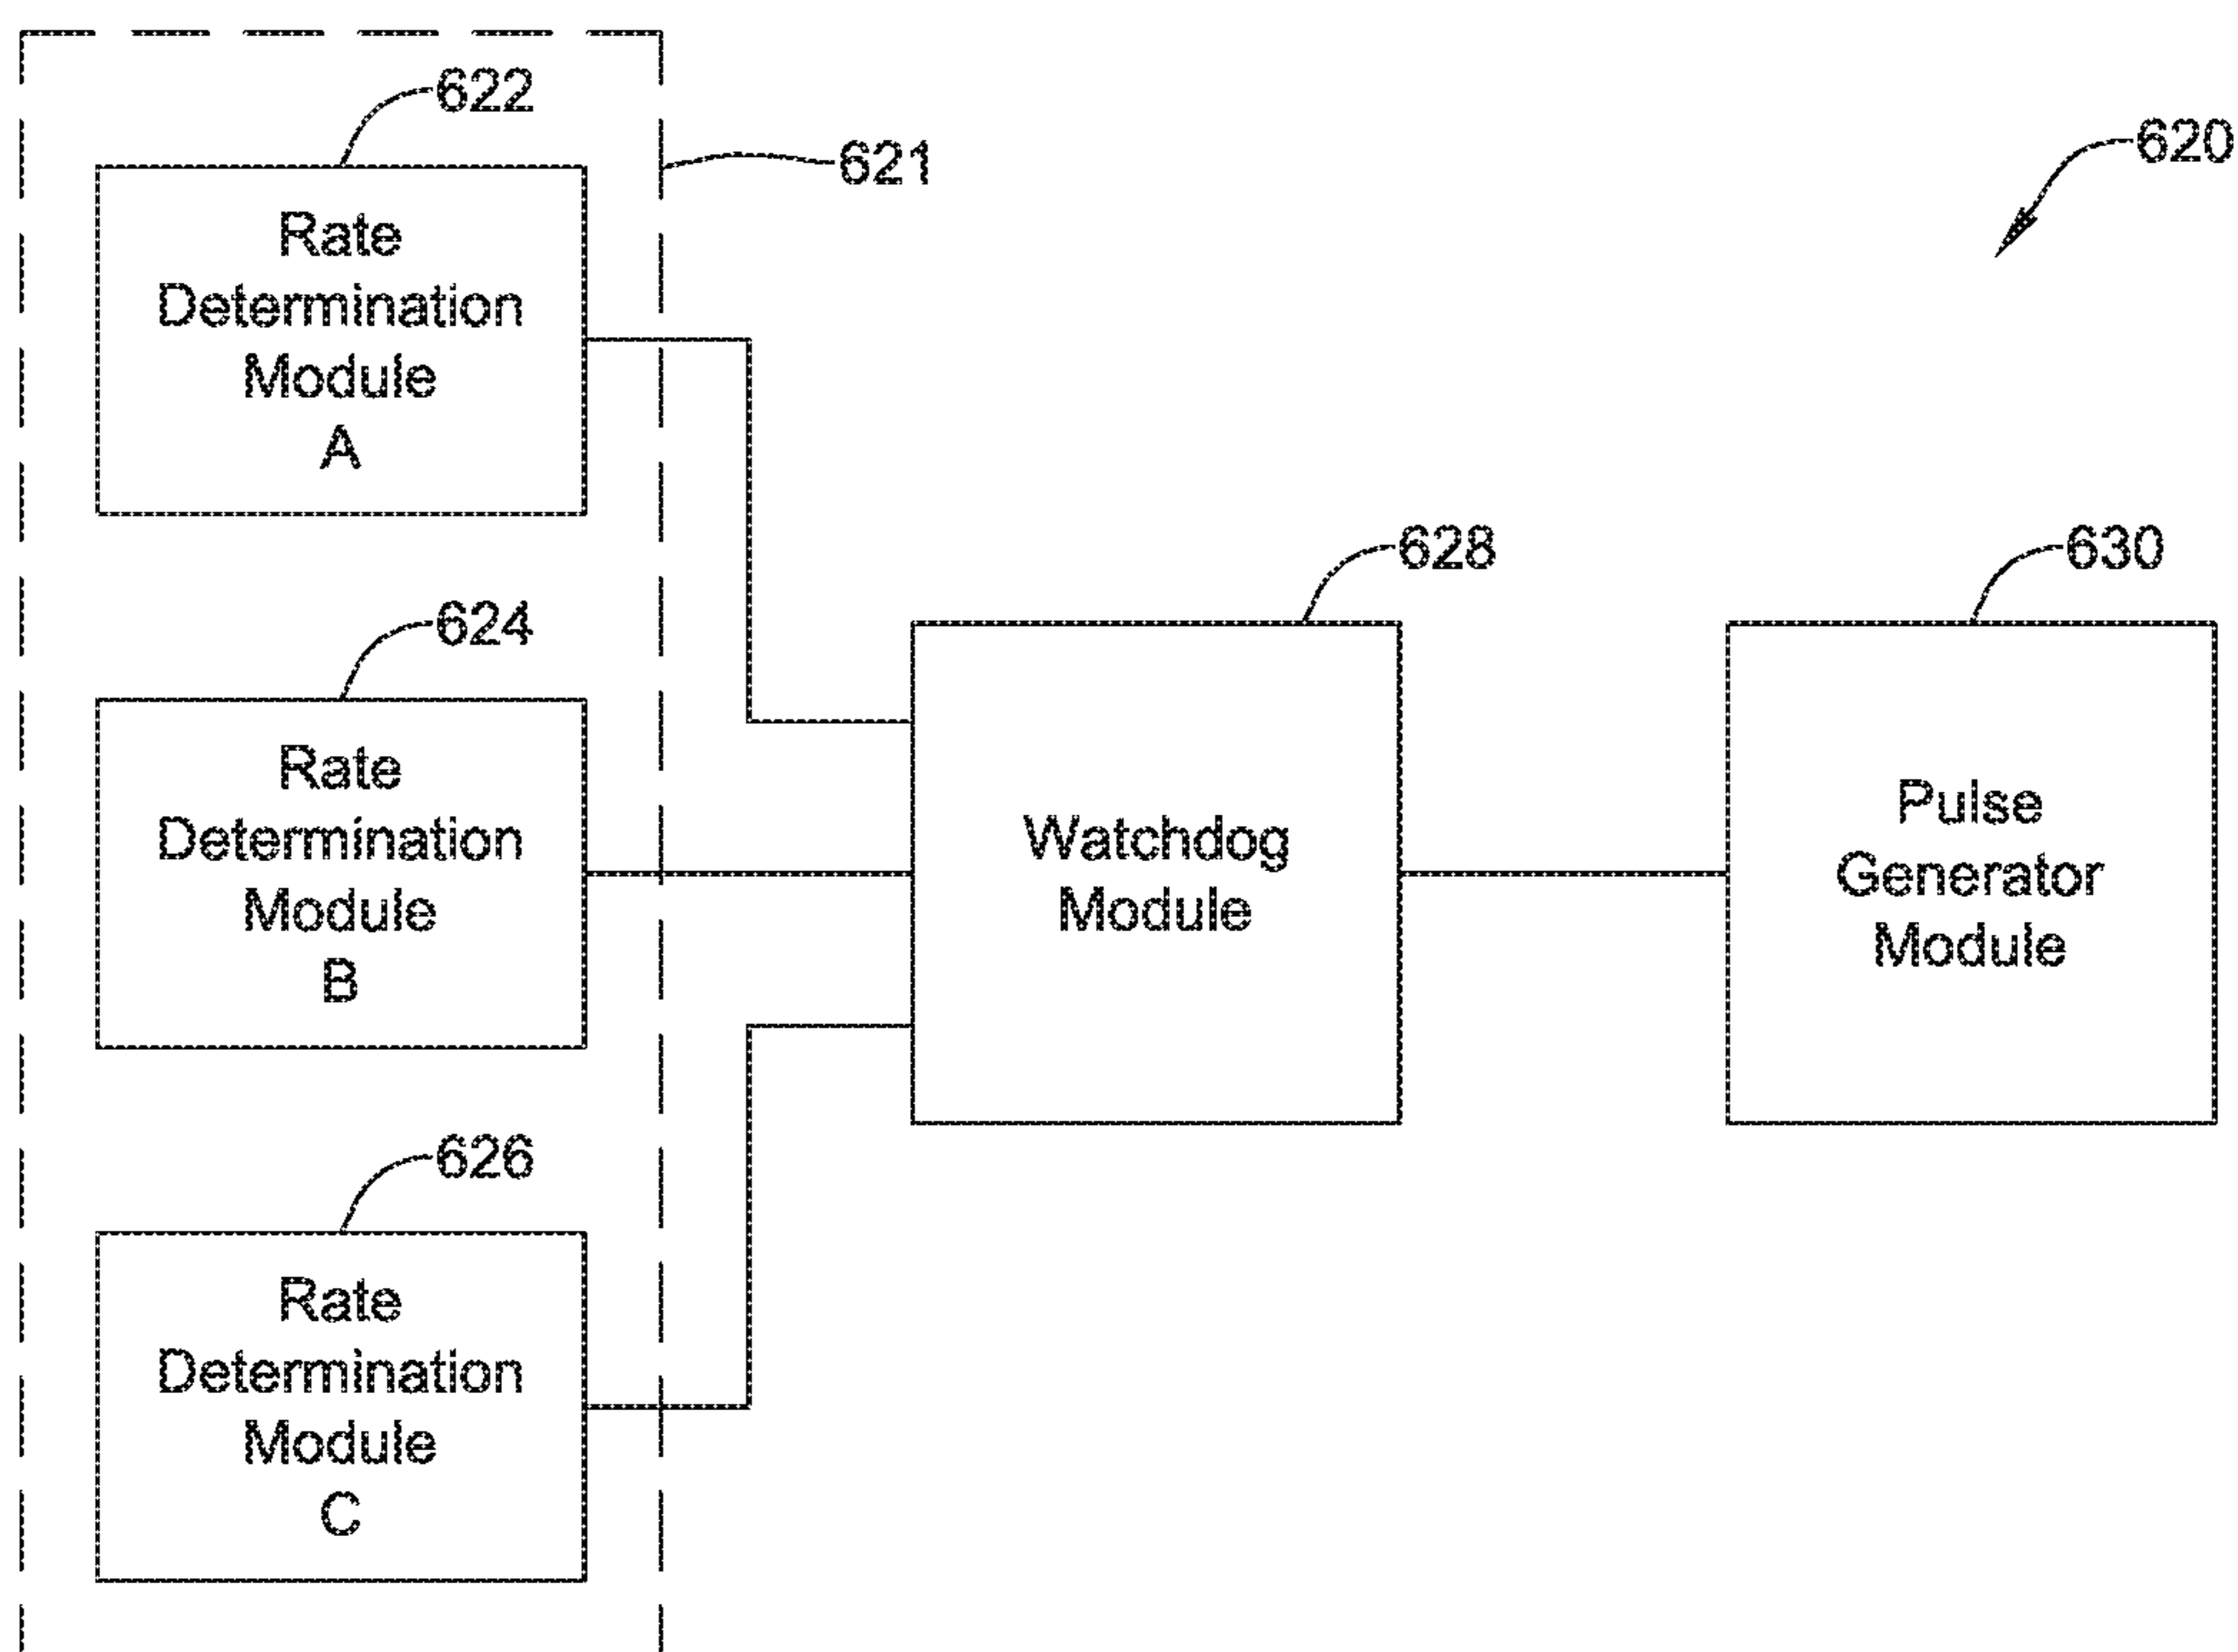 622
621
620
Rate
Determination
Module
A
628
630
624
Rate
Determination
Module
B
Watchdog
Module
Pulse
Generator
Module
626
Rate
Determination
Module
C